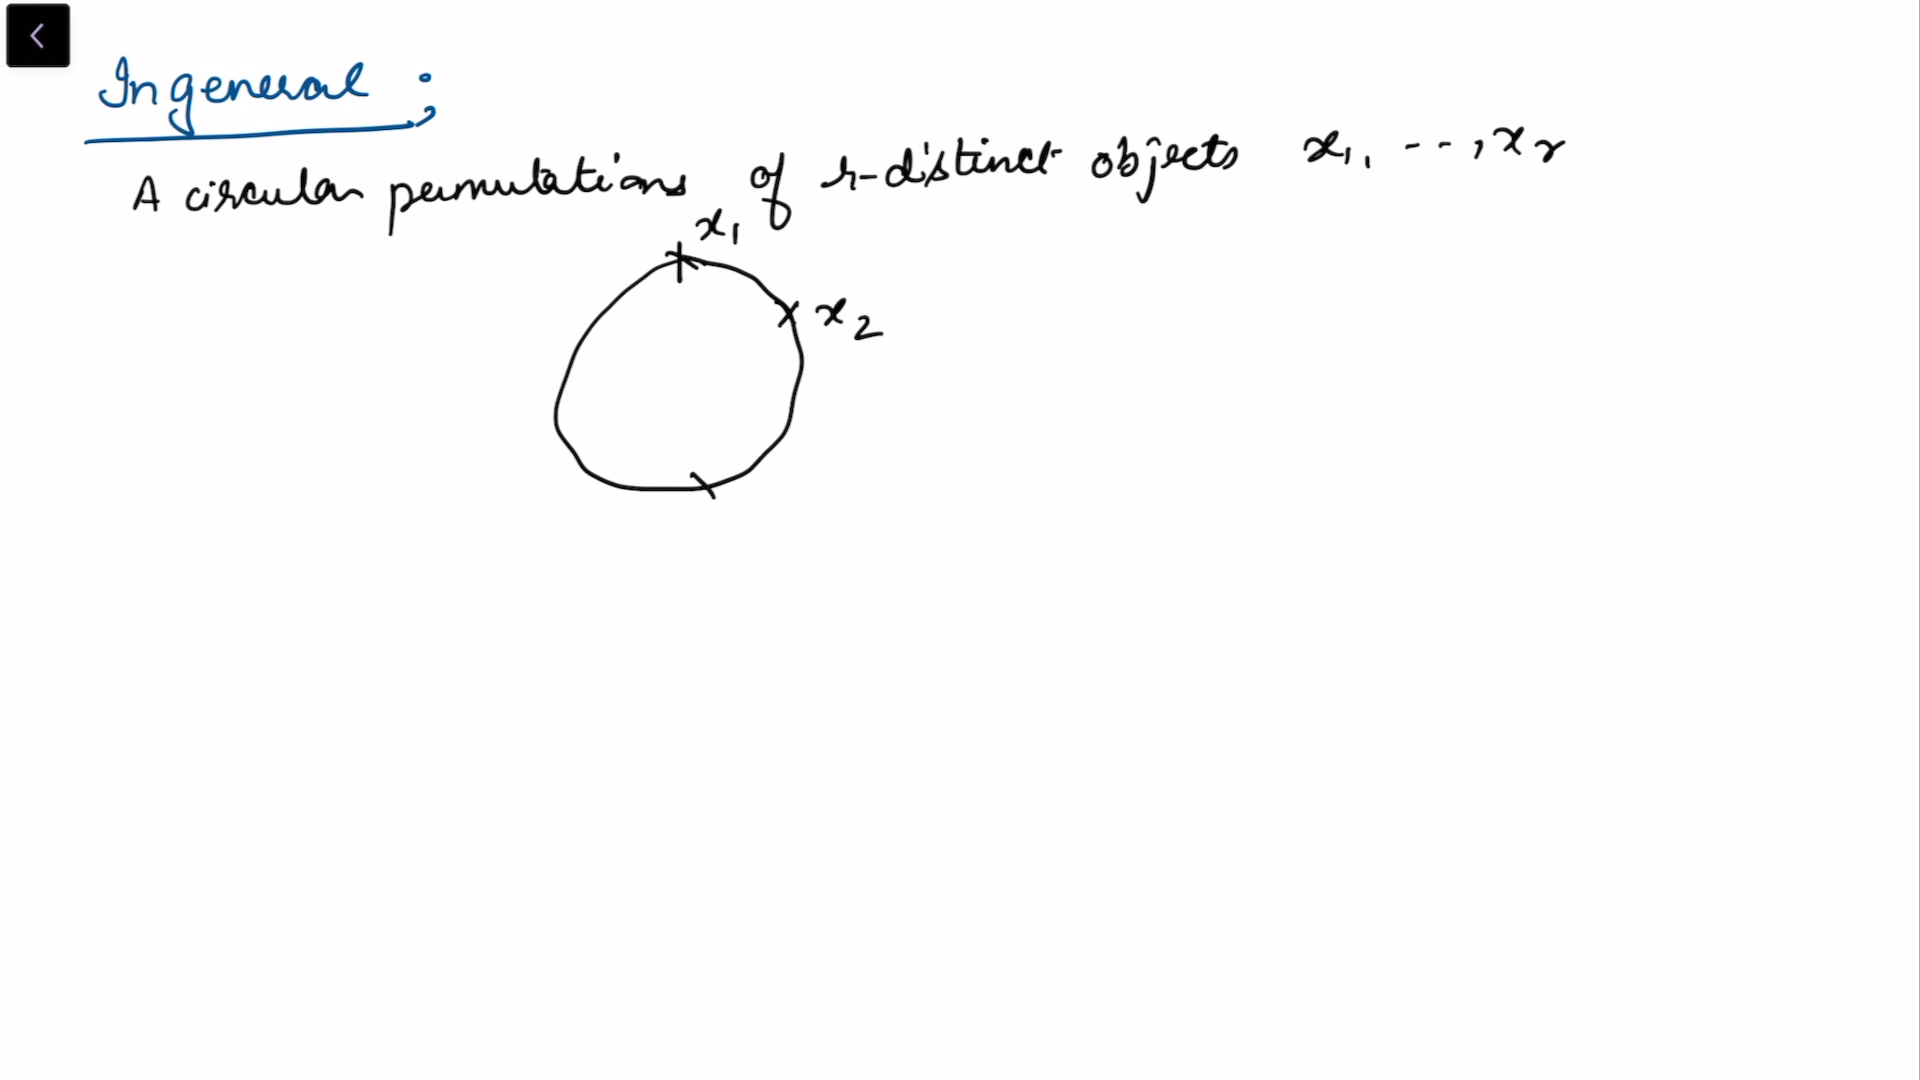 In general :
A circular permutations of r-distinct objects x₁, --, xᵣ
x₁
x₂